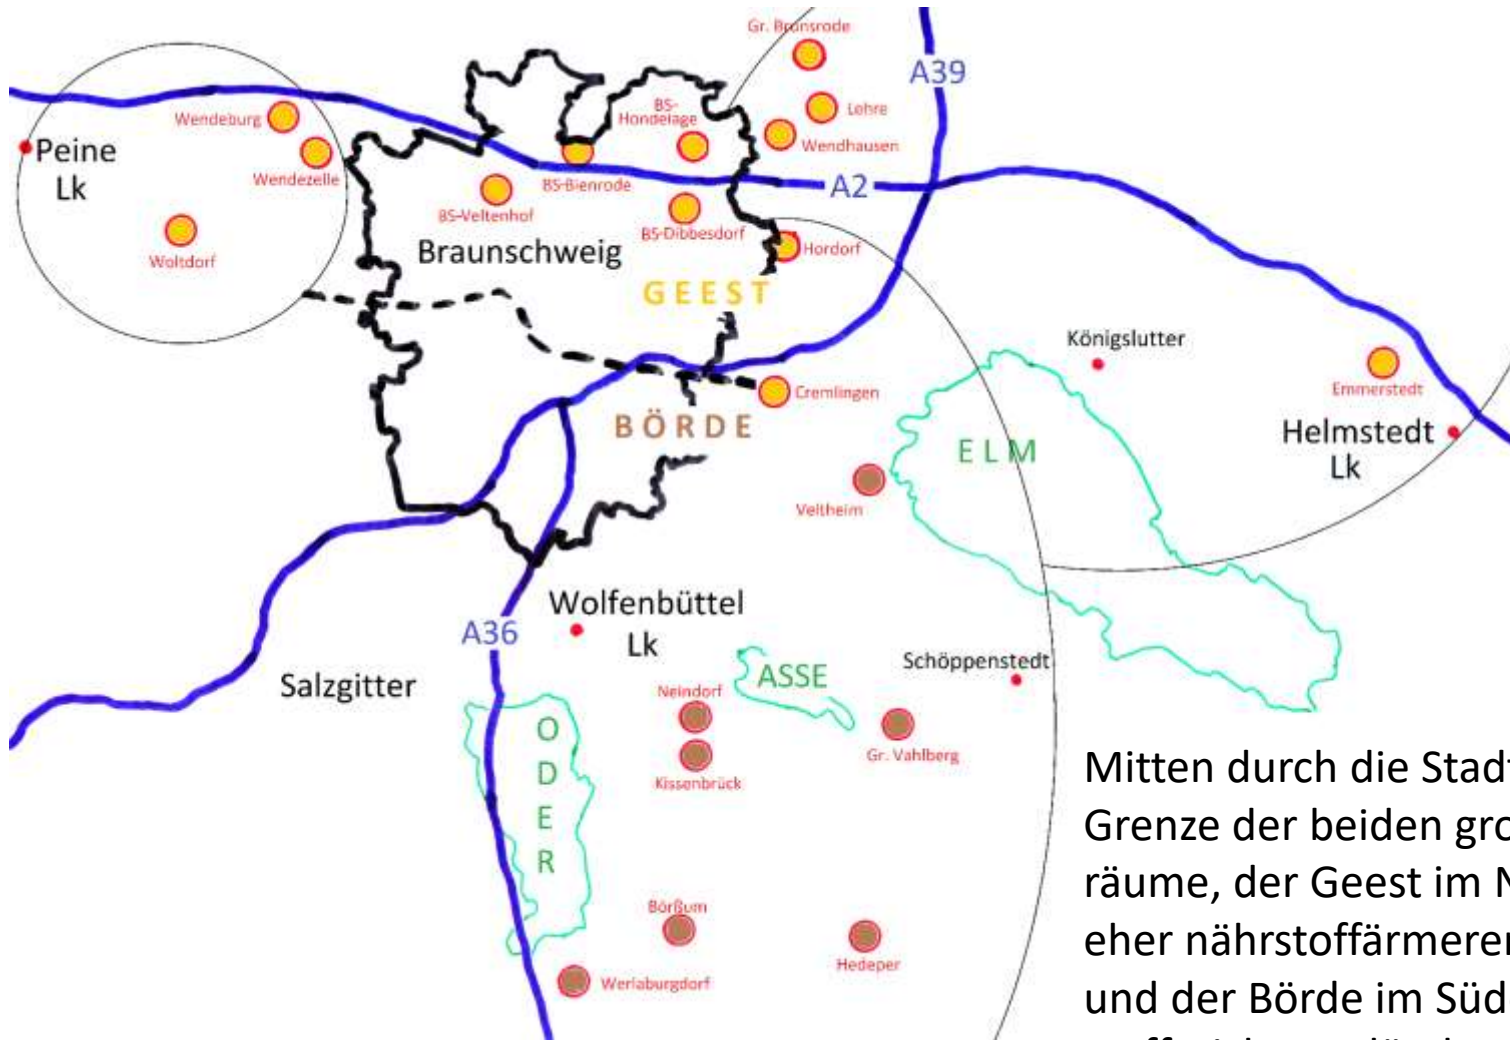 Gr. Brunsrode
A39
BS-
Hondelage
Lehre
Wendeburg
Wendhausen
Peine
Lk
Wendezelle
BS-Bienrode
A2
BS-Veltenhof
BS-Dibbesdorf
Woltdorf
Braunschweig
Hordorf
GEEST
Königslutter
Cremlingen
Emmerstedt
BÖRDE
ELM
Helmstedt
Lk
Veltheim
Wolfenbüttel
Lk
A36
Schöppenstedt
Salzgitter
ASSE
Neindorf
O
D
E
R
Gr. Vahlberg
Kissenbrück
Börßum
Hedeper
Werlaburgdorf
Mitten durch die Stadt
Grenze der beiden gro
räume, der Geest im N
eher nährstoffärmeren
und der Börde im Süd